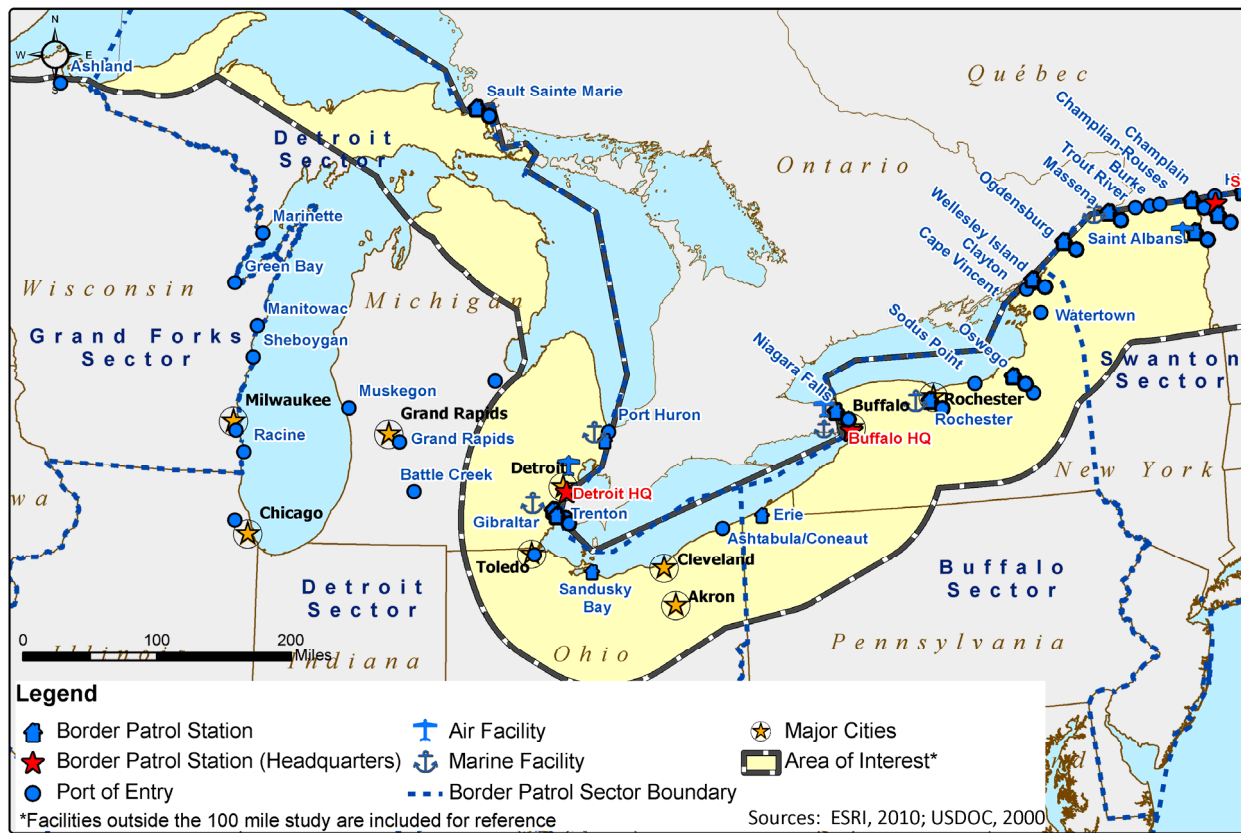 N
W E
S
Ashland
Sault Sainte Marie
Québec
Ontario
Detroit
Sector
Champlain
Champlian-Rouses
Burke
Trout River
Massena
Ogdensburg
Wellesley Island
Clayton
Cape Vincent
Saint Albans
Marinette
Green Bay
Wisconsin
Michigan
Manitowac
Sheboygan
Grand Forks
Sector
Watertown
Oswego
Sodus Point
Niagara Falls
Swanton
Sector
Muskegon
Milwaukee
Grand Rapids
Grand Rapids
Racine
Port Huron
Buffalo
Rochester
Rochester
Buffalo HQ
New York
Battle Creek
Detroit
Detroit HQ
Chicago
Gibraltar
Trenton
Erie
Ashtabula/Coneaut
Toledo
Cleveland
Sandusky
Bay
Akron
Detroit
Sector
Buffalo
Sector
Pennsylvania
Ohio
Indiana
Illinois
0 100 200
Miles
Legend
Border Patrol Station
Border Patrol Station (Headquarters)
Port of Entry
Air Facility
Marine Facility
Border Patrol Sector Boundary
Major Cities
Area of Interest*
*Facilities outside the 100 mile study are included for reference
Sources: ESRI, 2010; USDOC, 2000